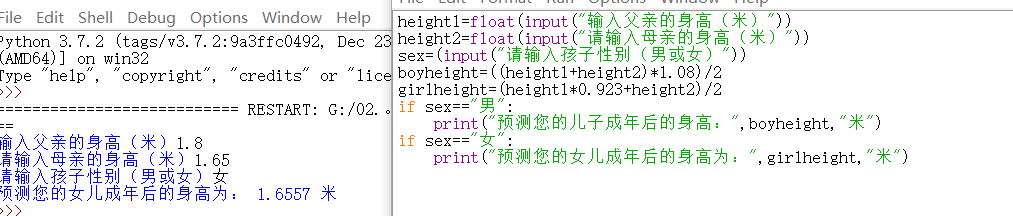 File Shell Debug Options Window Help
Python 3.7.2 (tags/v3.7.2:9a3ffc0492, Dec 23
(AMD64)] on win32
Type "help", "copyright", "credits" or "lice
>>>
=========================== RESTART: G:/02.
==
输入父亲的身高（米）1.8
请输入母亲的身高（米）1.65
请输入孩子性别（男或女）女
预测您的女儿成年后的身高为： 1.6557 米
>>>
height1=float(input("输入父亲的身高（米）"))
height2=float(input("请输入母亲的身高（米）"))
sex=(input("请输入孩子性别（男或女）"))
boyheight=((height1+height2)*1.08)/2
girlheight=(height1*0.923+height2)/2
if sex=="男":
    print("预测您的儿子成年后的身高：",boyheight,"米")
if sex=="女":
    print("预测您的女儿成年后的身高为：",girlheight,"米")